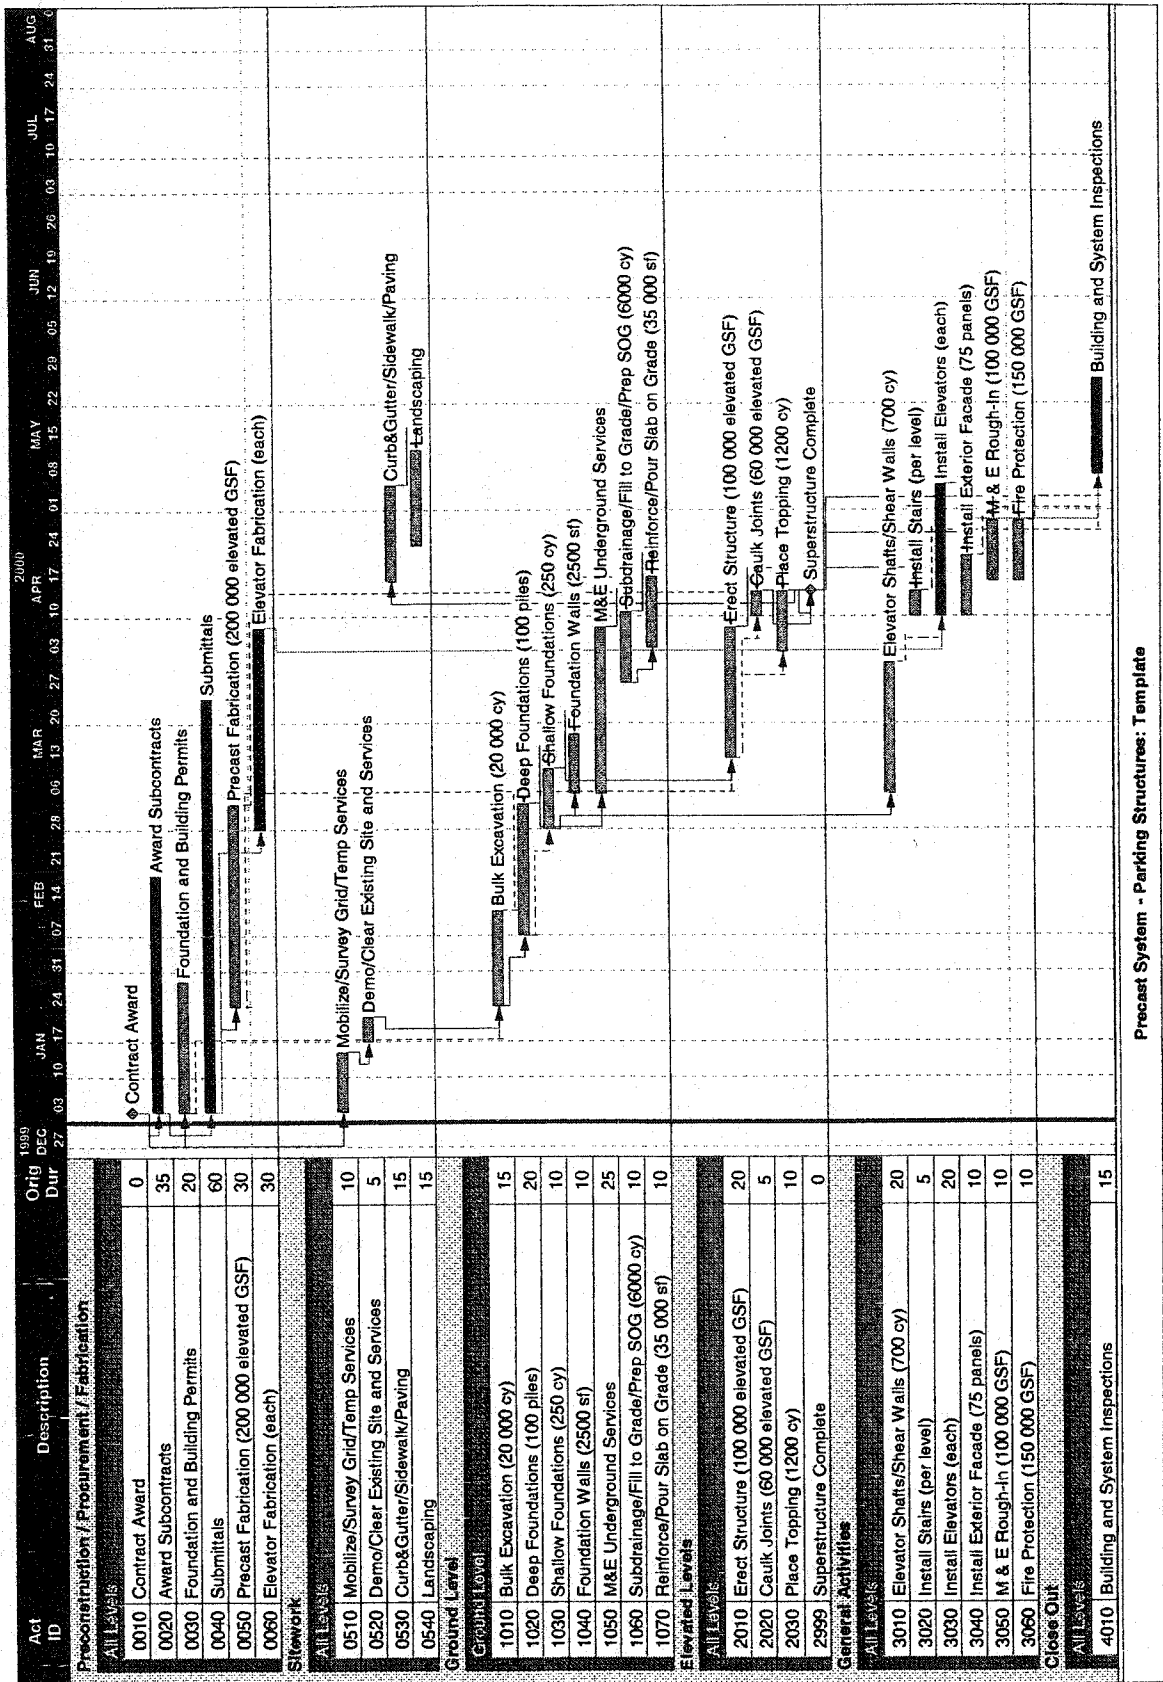 Act ID Description Orig Dur
1999 2000
DEC JAN FEB MAR APR MAY JUN JUL AUG
27 03 10 17 24 31 07 14 21 28 06 13 20 27 03 10 17 24 01 08 15 22 29 05 12 19 26 03 10 17 24 31
Preconstruction / Procurement / Fabrication
All Levels
0010 Contract Award 0 Contract Award
0020 Award Subcontracts 35 Award Subcontracts
0030 Foundation and Building Permits 20 Foundation and Building Permits
0040 Submittals 60 Submittals
0050 Precast Fabrication (200 000 elevated GSF) 30 Precast Fabrication (200 000 elevated GSF)
0060 Elevator Fabrication (each) 30 Elevator Fabrication (each)
Sitework
All Levels
0510 Mobilize/Survey Grid/Temp Services 10 Mobilize/Survey Grid/Temp Services
0520 Demo/Clear Existing Site and Services 5 Demo/Clear Existing Site and Services
0530 Curb&Gutter/Sidewalk/Paving 15 Curb&Gutter/Sidewalk/Paving
0540 Landscaping 15 Landscaping
Ground Level
Ground Level
1010 Bulk Excavation (20 000 cy) 15 Bulk Excavation (20 000 cy)
1020 Deep Foundations (100 piles) 20 Deep Foundations (100 piles)
1030 Shallow Foundations (250 cy) 10 Shallow Foundations (250 cy)
1040 Foundation Walls (2500 sf) 10 Foundation Walls (2500 sf)
1050 M&E Underground Services 25 M&E Underground Services
1060 Subdrainage/Fill to Grade/Prep SOG (6000 cy) 10 Subdrainage/Fill to Grade/Prep SOG (6000 cy)
1070 Reinforce/Pour Slab on Grade (35 000 sf) 10 Reinforce/Pour Slab on Grade (35 000 sf)
Elevated Levels
All Levels
2010 Erect Structure (100 000 elevated GSF) 20 Erect Structure (100 000 elevated GSF)
2020 Caulk Joints (60 000 elevated GSF) 5 Caulk Joints (60 000 elevated GSF)
2030 Place Topping (1200 cy) 10 Place Topping (1200 cy)
2999 Superstructure Complete 0 Superstructure Complete
General Activities
All Levels
3010 Elevator Shafts/Shear Walls (700 cy) 20 Elevator Shafts/Shear Walls (700 cy)
3020 Install Stairs (per level) 5 Install Stairs (per level)
3030 Install Elevators (each) 20 Install Elevators (each)
3040 Install Exterior Facade (75 panels) 10 Install Exterior Facade (75 panels)
3050 M & E Rough-In (100 000 GSF) 10 M & E Rough-In (100 000 GSF)
3060 Fire Protection (150 000 GSF) 10 Fire Protection (150 000 GSF)
Close Out
All Levels
4010 Building and System Inspections 15 Building and System Inspections
Precast System - Parking Structures: Template